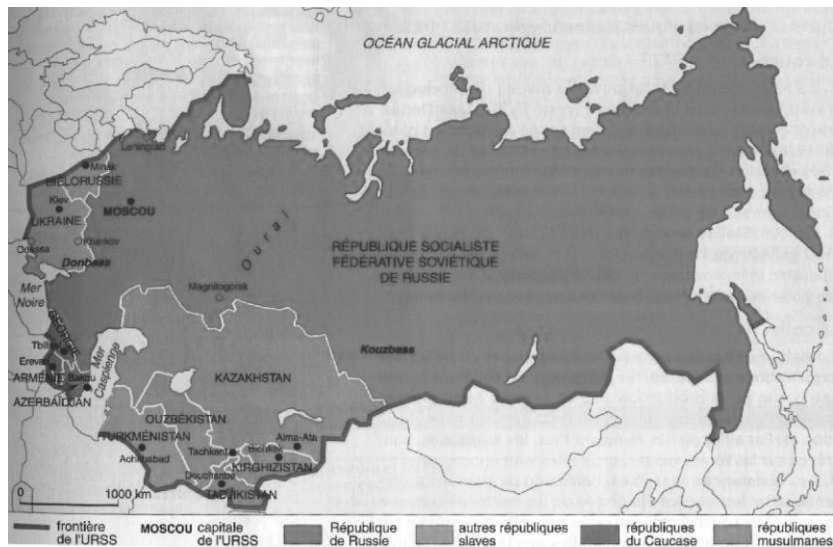 OCÉAN GLACIAL ARCTIQUE
Leningrad
Minsk
BIÉLORUSSIE
Kiev
MOSCOU
UKRAINE
Odessa
Kharkov
Donbass
Oural
RÉPUBLIQUE SOCIALISTE
FÉDÉRATIVE SOVIÉTIQUE
DE RUSSIE
Mer
Noire
Magnitogorsk
GÉORGIE
Tbilissi
Kouzbass
Erevan
Mer
Caspienne
ARMÉNIE
Bakou
KAZAKHSTAN
AZERBAÏDJAN
OUZBÉKISTAN
TURKMÉNISTAN
Alma-Ata
Achkabad
Tachkent
Bichkek
KIRGHIZISTAN
Douchanbe
TADJIKISTAN
0 1000 km
frontière
de l'URSS
MOSCOU capitale
de l'URSS
République
de Russie
autres républiques
slaves
républiques
du Caucase
républiques
musulmanes